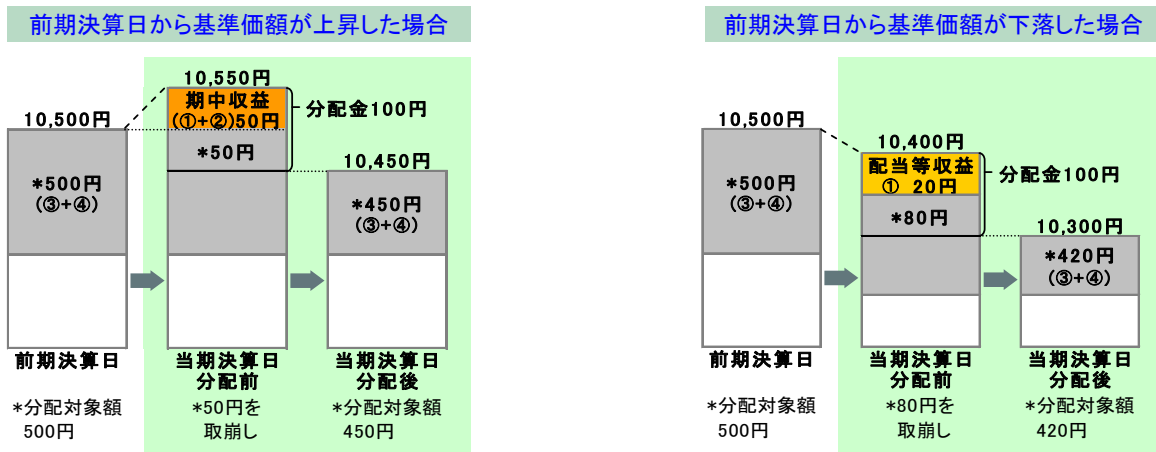 前期決算日から基準価額が上昇した場合
10,550円
期中収益
(①+②)50円
分配金100円
10,500円
*50円
10,450円
*500円
(③+④)
*450円
(③+④)
前期決算日
当期決算日
分配前
当期決算日
分配後
*分配対象額
500円
*50円を
取崩し
*分配対象額
450円
前期決算日から基準価額が下落した場合
10,500円
10,400円
配当等収益
① 20円
分配金100円
*500円
(③+④)
*80円
10,300円
*420円
(③+④)
前期決算日
当期決算日
分配前
当期決算日
分配後
*分配対象額
500円
*80円を
取崩し
*分配対象額
420円